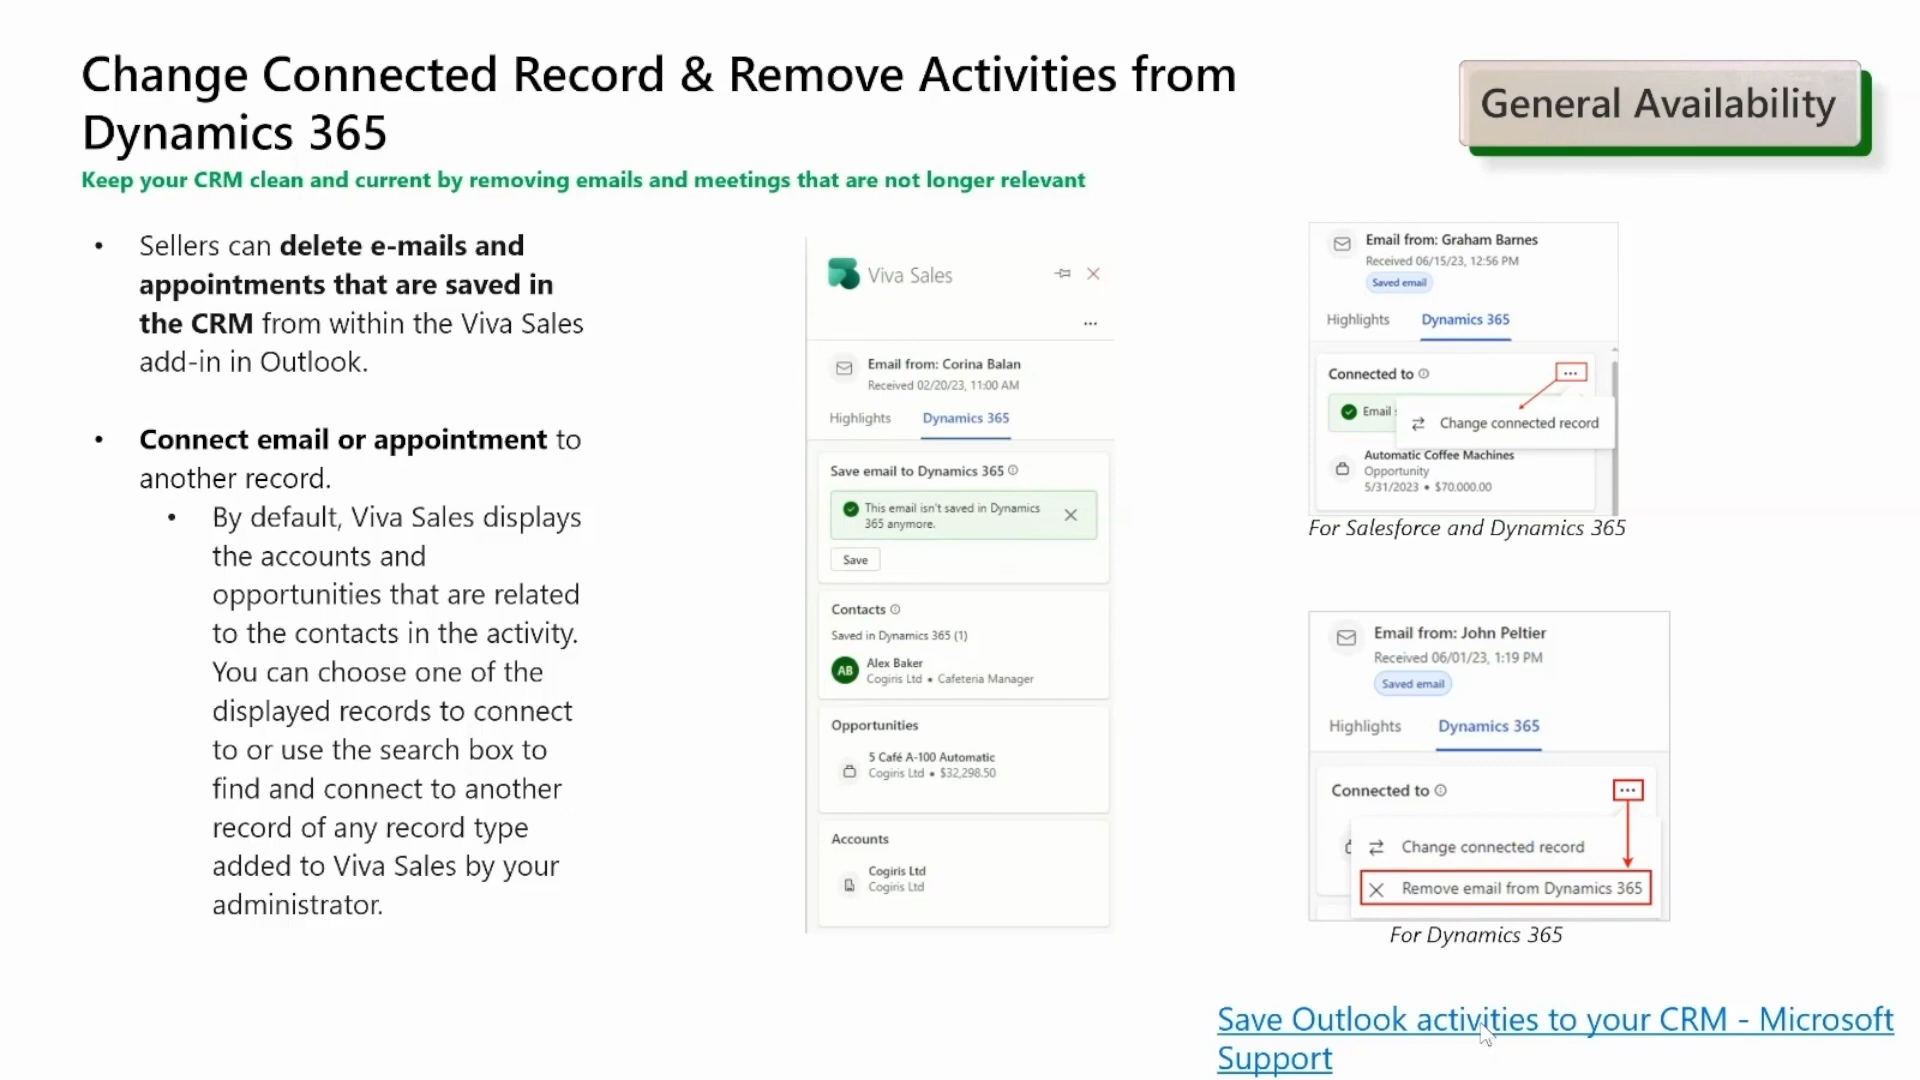 Change Connected Record & Remove Activities from
Dynamics 365
General Availability
Keep your CRM clean and current by removing emails and meetings that are not longer relevant
• Sellers can delete e-mails and
appointments that are saved in
the CRM from within the Viva Sales
add-in in Outlook.
• Connect email or appointment to
another record.
• By default, Viva Sales displays
the accounts and
opportunities that are related
to the contacts in the activity.
You can choose one of the
displayed records to connect
to or use the search box to
find and connect to another
record of any record type
added to Viva Sales by your
administrator.
Viva Sales
...
Email from: Corina Balan
Received 02/20/23, 11:00 AM
Highlights Dynamics 365
Save email to Dynamics 365
This email isn't saved in Dynamics
365 anymore.
Save
Contacts
Saved in Dynamics 365 (1)
AB
Alex Baker
Cogiris Ltd • Cafeteria Manager
Opportunities
5 Café A-100 Automatic
Cogiris Ltd • $32,298.50
Accounts
Cogiris Ltd
Cogiris Ltd
Email from: Graham Barnes
Received 06/15/23, 12:56 PM
Saved email
Highlights Dynamics 365
Connected to ...
Email
Change connected record
Automatic Coffee Machines
Opportunity
5/31/2023 • $70,000.00
For Salesforce and Dynamics 365
Email from: John Peltier
Received 06/01/23, 1:19 PM
Saved email
Highlights Dynamics 365
Connected to ...
Change connected record
Remove email from Dynamics 365
For Dynamics 365
Save Outlook activities to your CRM - Microsoft
Support